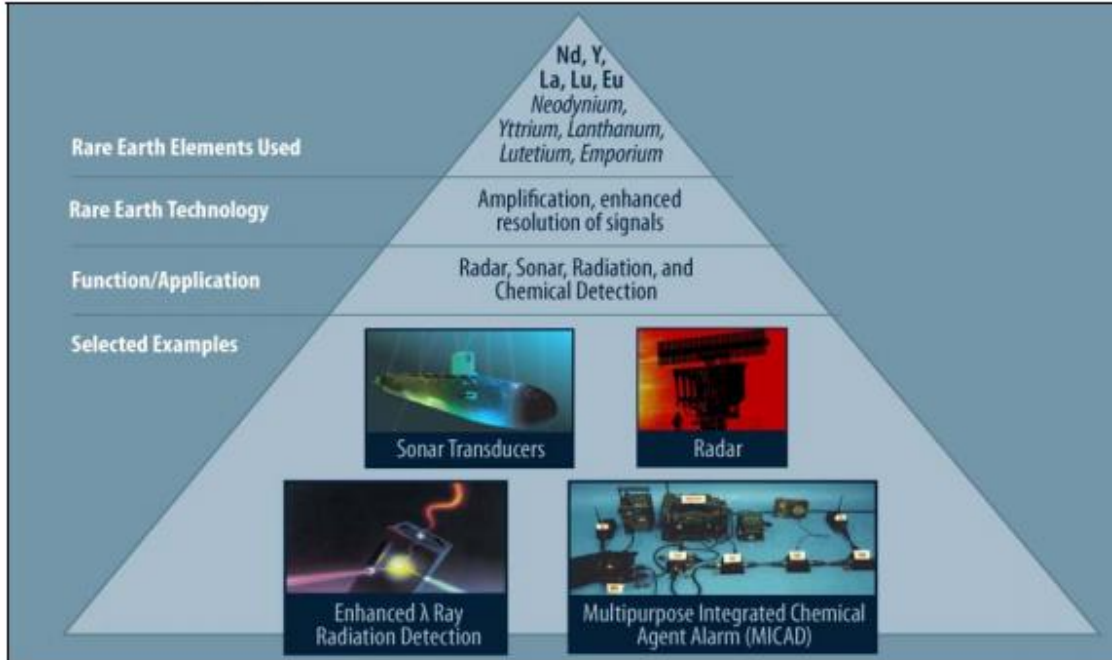 Nd, Y,
La, Lu, Eu
Neodynium,
Yttrium, Lanthanum,
Lutetium, Emporium
Rare Earth Elements Used
Rare Earth Technology
Amplification, enhanced
resolution of signals
Function/Application
Radar, Sonar, Radiation, and
Chemical Detection
Selected Examples
Sonar Transducers
Radar
Enhanced λ Ray
Radiation Detection
Multipurpose Integrated Chemical
Agent Alarm (MICAD)